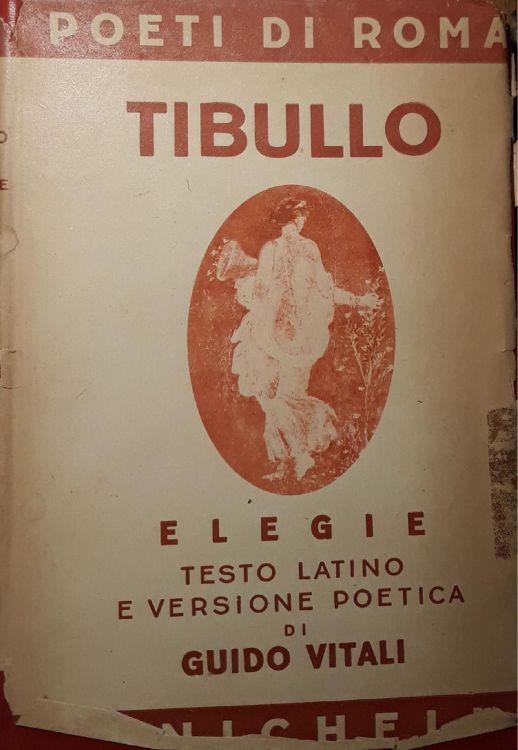 POETI DI ROMA
TIBULLO
ELEGIE
TESTO LATINO
E VERSIONE POETICA
DI
GUIDO VITALI